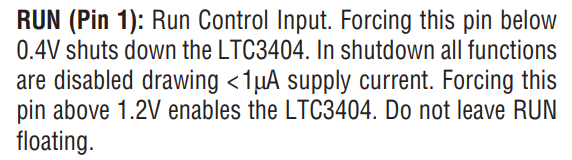 RUN (Pin 1): Run Control Input. Forcing this pin below
0.4V shuts down the LTC3404. In shutdown all functions
are disabled drawing <1μA supply current. Forcing this
pin above 1.2V enables the LTC3404. Do not leave RUN
floating.